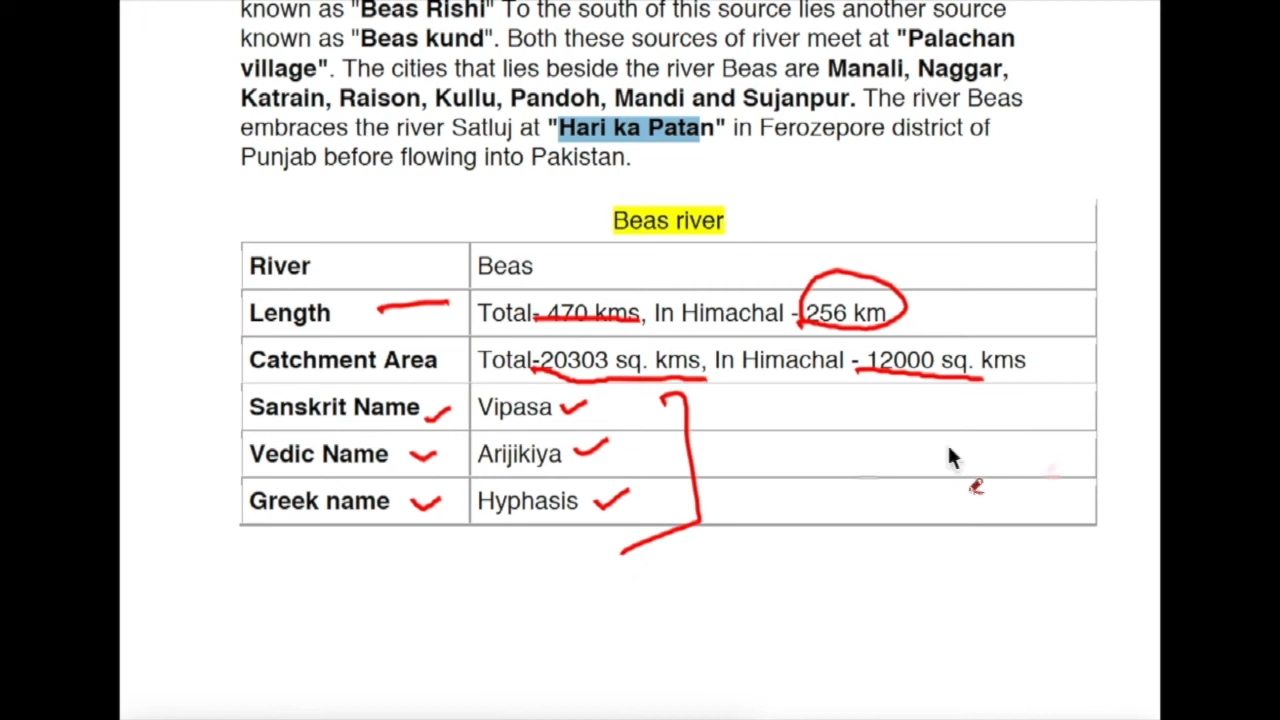 known as "Beas Rishi" To the south of this source lies another source
known as "Beas kund". Both these sources of river meet at "Palachan
village". The cities that lies beside the river Beas are Manali, Naggar,
Katrain, Raison, Kullu, Pandoh, Mandi and Sujanpur. The river Beas
embraces the river Satluj at "Hari ka Patan" in Ferozepore district of
Punjab before flowing into Pakistan.
Beas river
River Beas
Length Total- 470 kms, In Himachal - 256 km
Catchment Area Total-20303 sq. kms, In Himachal - 12000 sq. kms
Sanskrit Name Vipasa
Vedic Name Arijikiya
Greek name Hyphasis